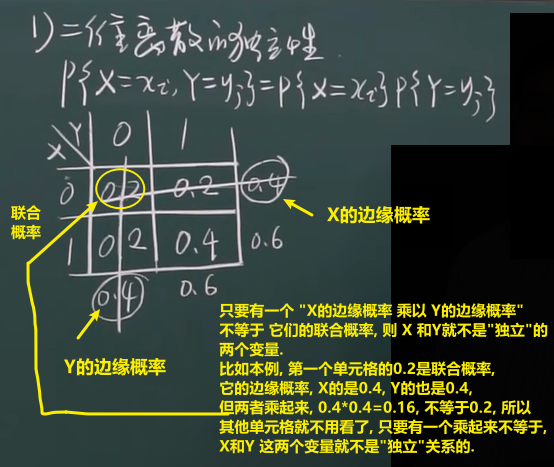 1) 二维离散的独立性
P{X=xᵢ, Y=yⱼ}=P{X=xᵢ}P{Y=yⱼ}
X Y 0 1
0 0.2 0.2 0.4
1 0.2 0.4 0.6
0.4 0.6
联合
概率
X的边缘概率
Y的边缘概率
只要有一个 "X的边缘概率 乘以 Y的边缘概率"
不等于 它们的联合概率, 则 X 和Y就不是"独立"的
两个变量.
比如本例, 第一个单元格的0.2是联合概率,
它的边缘概率, X的是0.4, Y的也是0.4,
但两者乘起来, 0.4*0.4=0.16, 不等于0.2, 所以
其他单元格就不用看了, 只要有一个乘起来不等于,
X和Y 这两个变量就不是"独立"关系的.